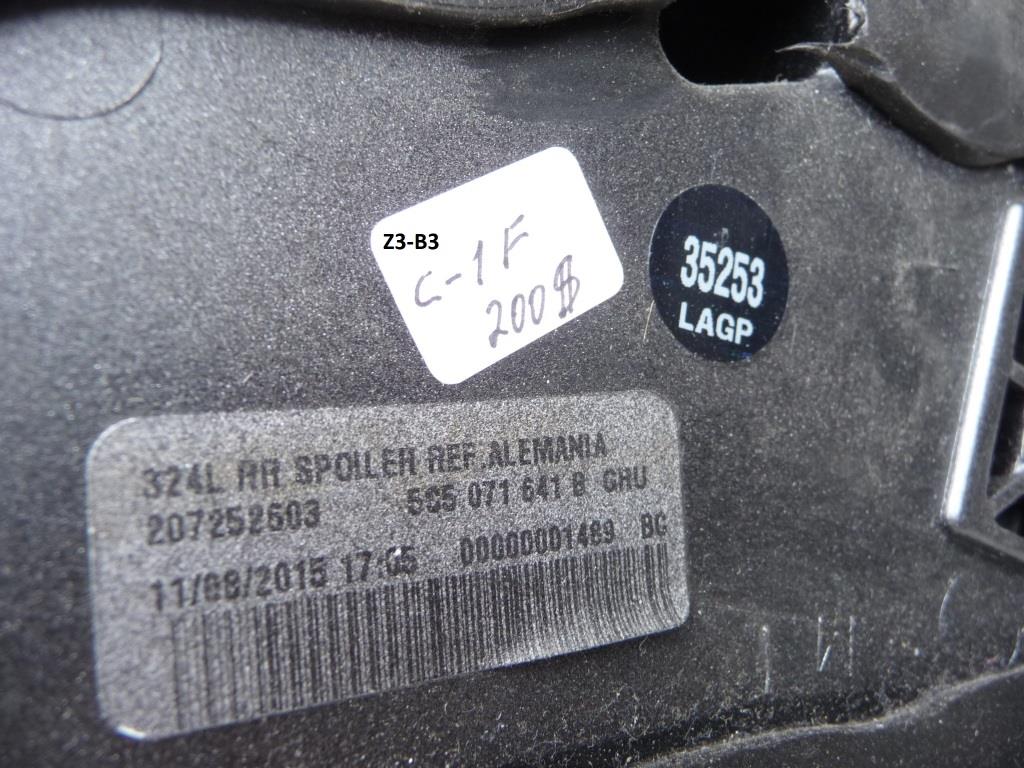 Z3-B3
C-1F
200$
35253
LAGP
324L RR SPOILER REF.ALEMANIA
207252603 5S5 071 641 B GRU
11/08/2015 17:05 00000001489 BG